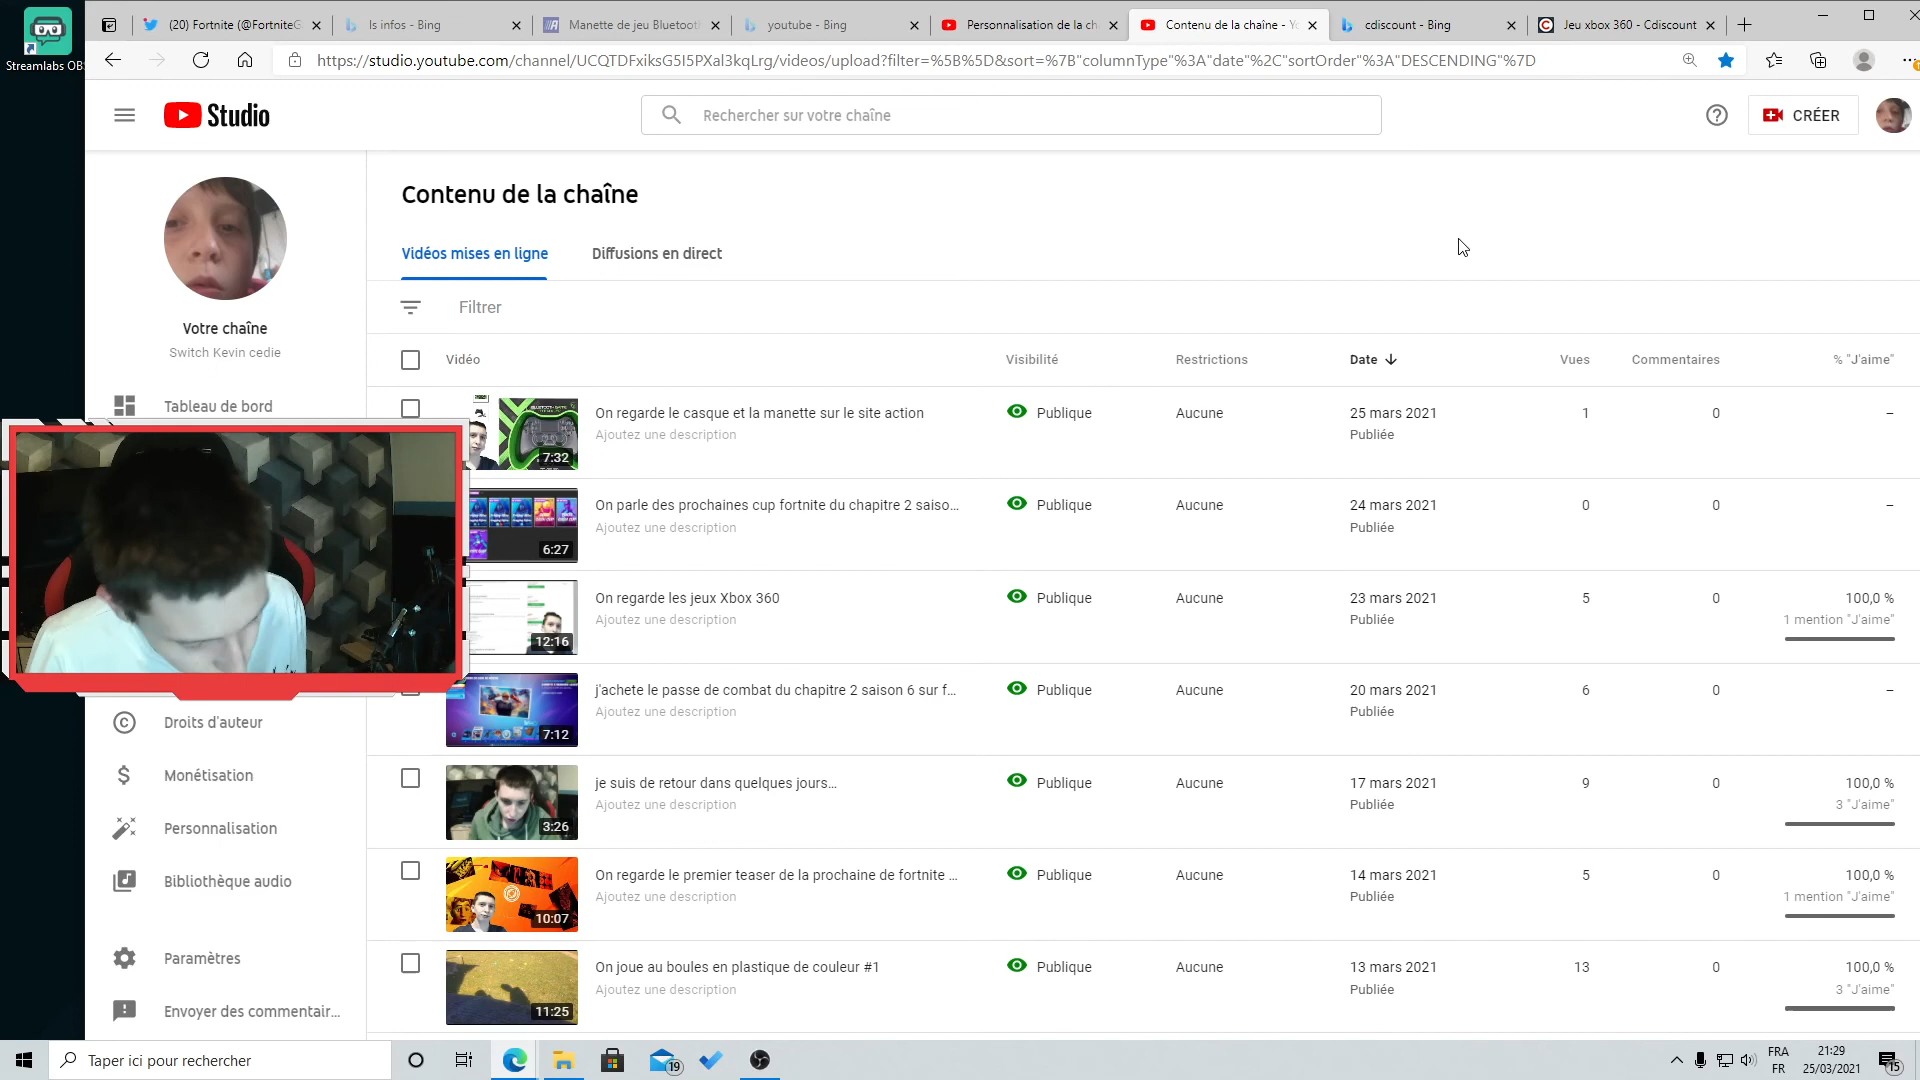 Streamlabs OBS
(20) Fortnite (@FortniteG
ls infos - Bing
Manette de jeu Bluetooth
youtube - Bing
Personnalisation de la ch
Contenu de la chaîne - Yo
cdiscount - Bing
Jeu xbox 360 - Cdiscount
https://studio.youtube.com/channel/UCQTDFxiksG5I5PXal3kqLrg/videos/upload?filter=%5B%5D&sort=%7B"columnType"%3A"date"%2C"sortOrder"%3A"DESCENDING"%7D
Studio
Rechercher sur votre chaîne
CRÉER
Votre chaîne
Switch Kevin cedie
Tableau de bord
Droits d'auteur
Monétisation
Personnalisation
Bibliothèque audio
Paramètres
Envoyer des commentair...
Contenu de la chaîne
Vidéos mises en ligne
Diffusions en direct
Filtrer
Vidéo Visibilité Restrictions Date Vues Commentaires % "J'aime"
7:32 On regarde le casque et la manette sur le site action Publique Aucune 25 mars 2021 1 0 –
Ajoutez une description Publiée
6:27 On parle des prochaines cup fortnite du chapitre 2 saiso... Publique Aucune 24 mars 2021 0 0 –
Ajoutez une description Publiée
12:16 On regarde les jeux Xbox 360 Publique Aucune 23 mars 2021 5 0 100,0 %
Ajoutez une description Publiée 1 mention "J'aime"
7:12 j'achete le passe de combat du chapitre 2 saison 6 sur f... Publique Aucune 20 mars 2021 6 0 –
Ajoutez une description Publiée
3:26 je suis de retour dans quelques jours... Publique Aucune 17 mars 2021 9 0 100,0 %
Ajoutez une description Publiée 3 "J'aime"
10:07 On regarde le premier teaser de la prochaine de fortnite ... Publique Aucune 14 mars 2021 5 0 100,0 %
Ajoutez une description Publiée 1 mention "J'aime"
11:25 On joue au boules en plastique de couleur #1 Publique Aucune 13 mars 2021 13 0 100,0 %
Ajoutez une description Publiée 3 "J'aime"
Taper ici pour rechercher
19
FRA
FR
21:29
25/03/2021
15